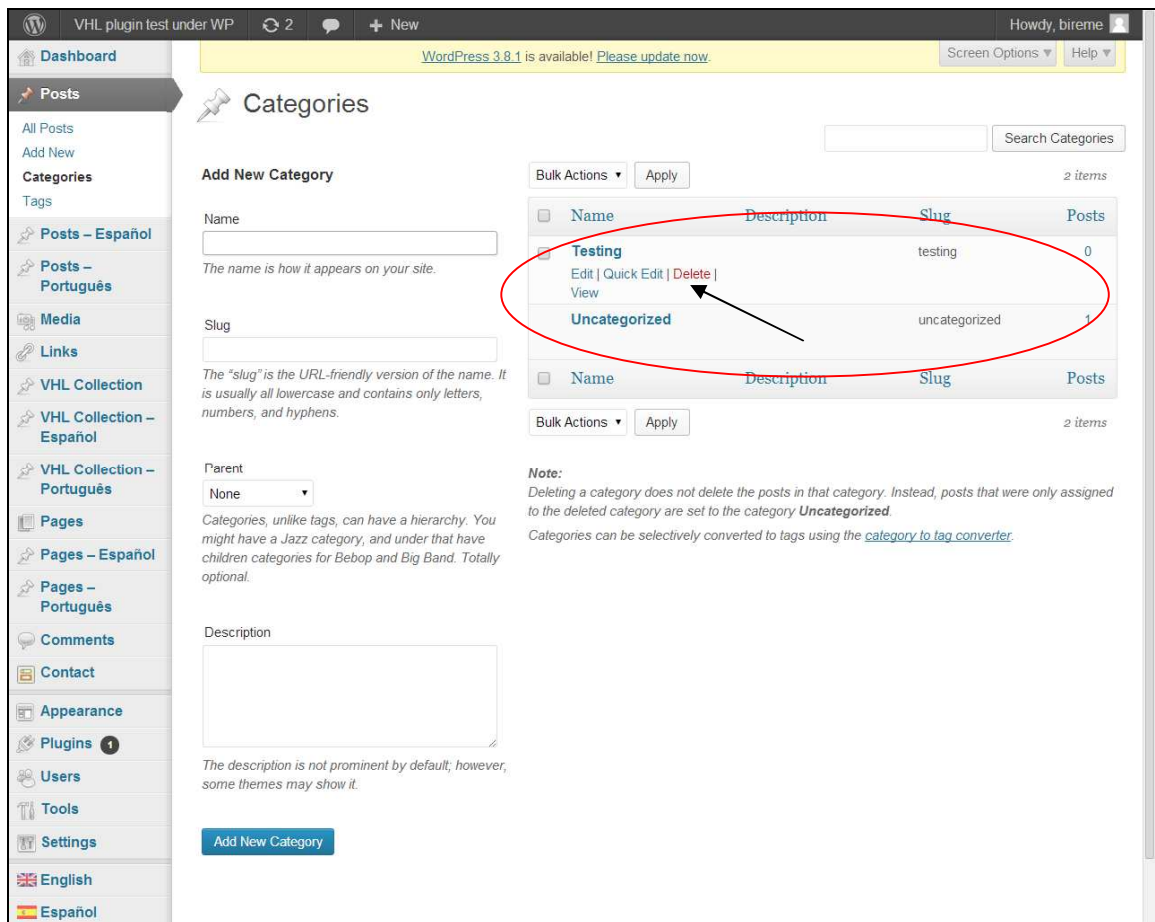 VHL plugin test under WP 2 + New Howdy, bireme
WordPress 3.8.1 is available! Please update now.
Screen Options Help
Dashboard
Posts
All Posts
Add New
Categories
Tags
Posts – Español
Posts –
Português
Media
Links
VHL Collection
VHL Collection –
Español
VHL Collection –
Português
Pages
Pages – Español
Pages –
Português
Comments
Contact
Appearance
Plugins 1
Users
Tools
Settings
English
Español
Categories
Search Categories
Add New Category
Name
The name is how it appears on your site.
Slug
The “slug” is the URL-friendly version of the name. It
is usually all lowercase and contains only letters,
numbers, and hyphens.
Parent
None
Categories, unlike tags, can have a hierarchy. You
might have a Jazz category, and under that have
children categories for Bebop and Big Band. Totally
optional.
Description
The description is not prominent by default; however,
some themes may show it.
Add New Category
Bulk Actions Apply 2 items
Name Description Slug Posts
Testing testing 0
Edit | Quick Edit | Delete |
View
Uncategorized uncategorized 1
Name Description Slug Posts
Bulk Actions Apply 2 items
Note:
Deleting a category does not delete the posts in that category. Instead, posts that were only assigned
to the deleted category are set to the category Uncategorized.
Categories can be selectively converted to tags using the category to tag converter.